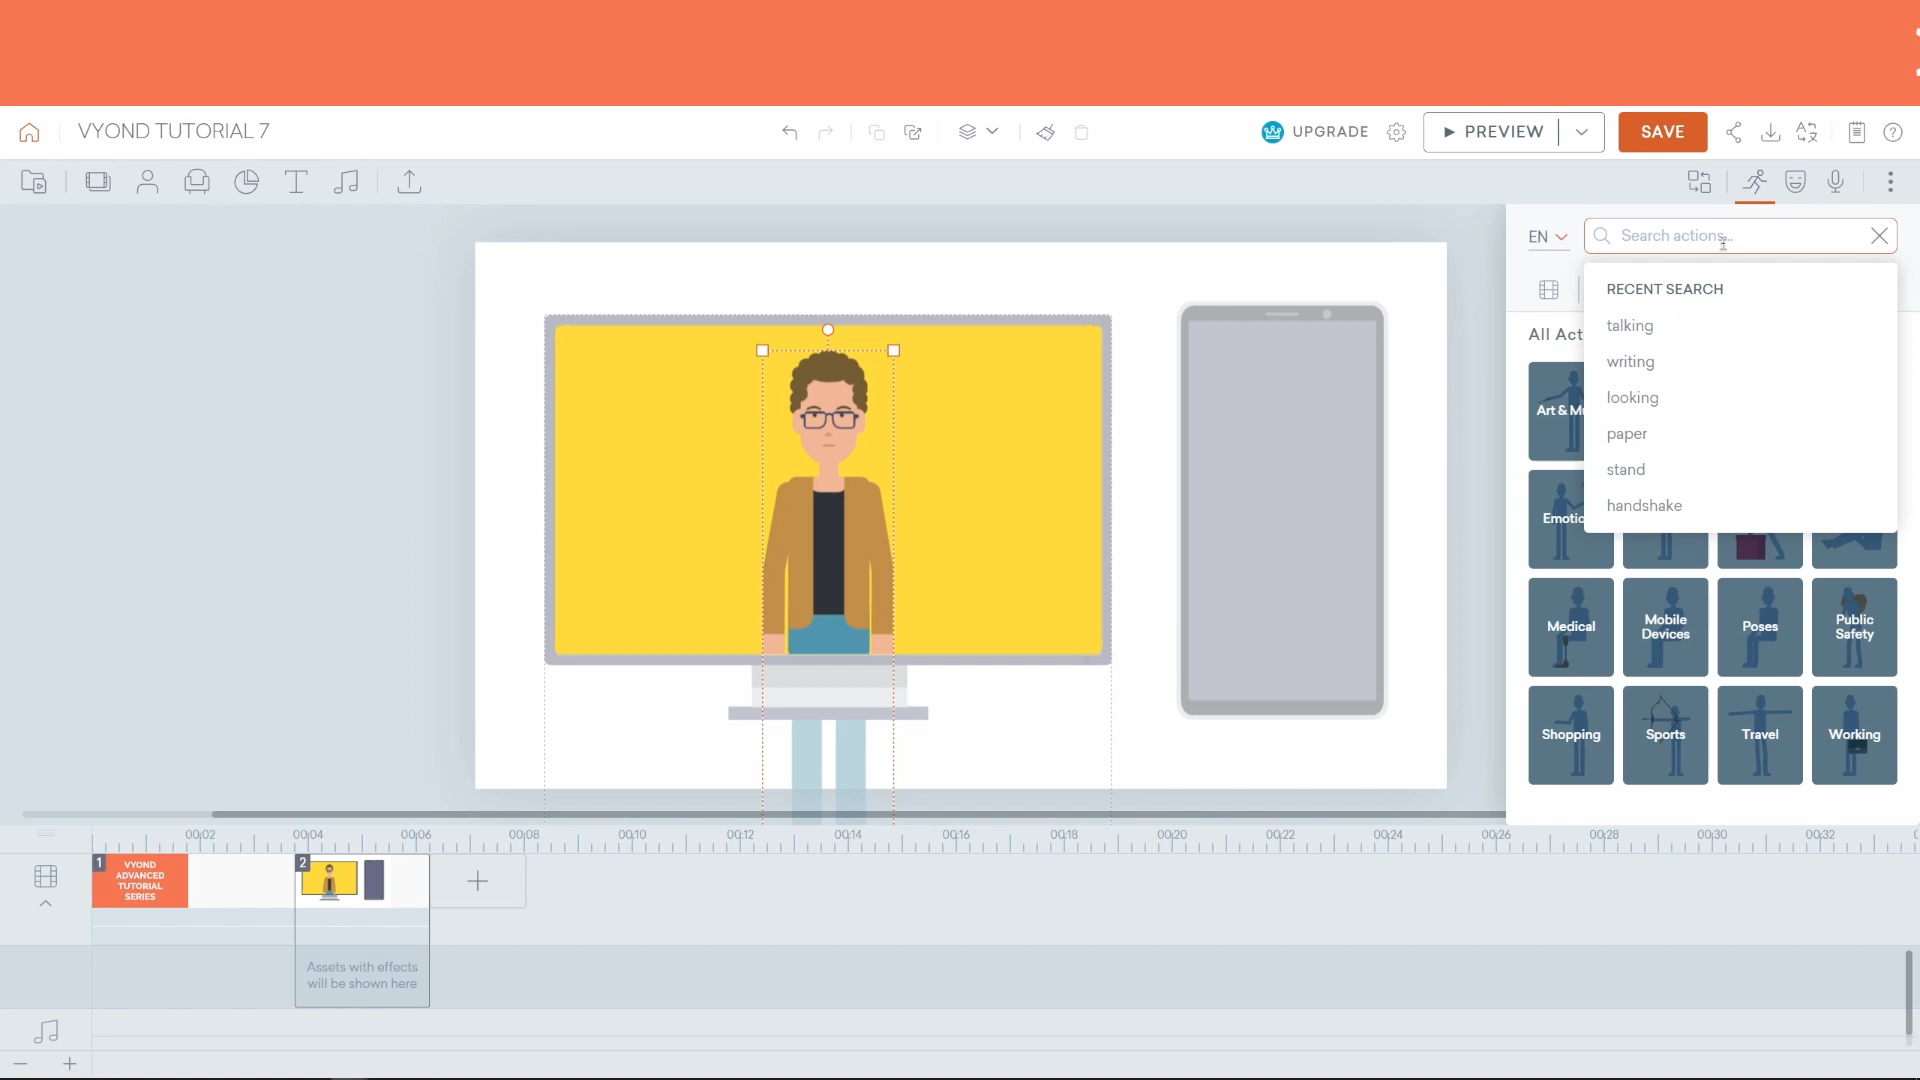 VYOND TUTORIAL 7
UPGRADE
PREVIEW
SAVE
EN
Search actions...
RECENT SEARCH
talking
writing
looking
paper
stand
handshake
All Act
Art & Mu
Emotio
Medical
Mobile
Devices
Poses
Public
Safety
Shopping
Sports
Travel
Working
00:02
00:04
00:06
00:08
00:10
00:12
00:14
00:16
00:18
00:20
00:22
00:24
00:26
00:28
00:30
00:32
1
VYOND
ADVANCED
TUTORIAL
SERIES
2
Assets with effects
will be shown here